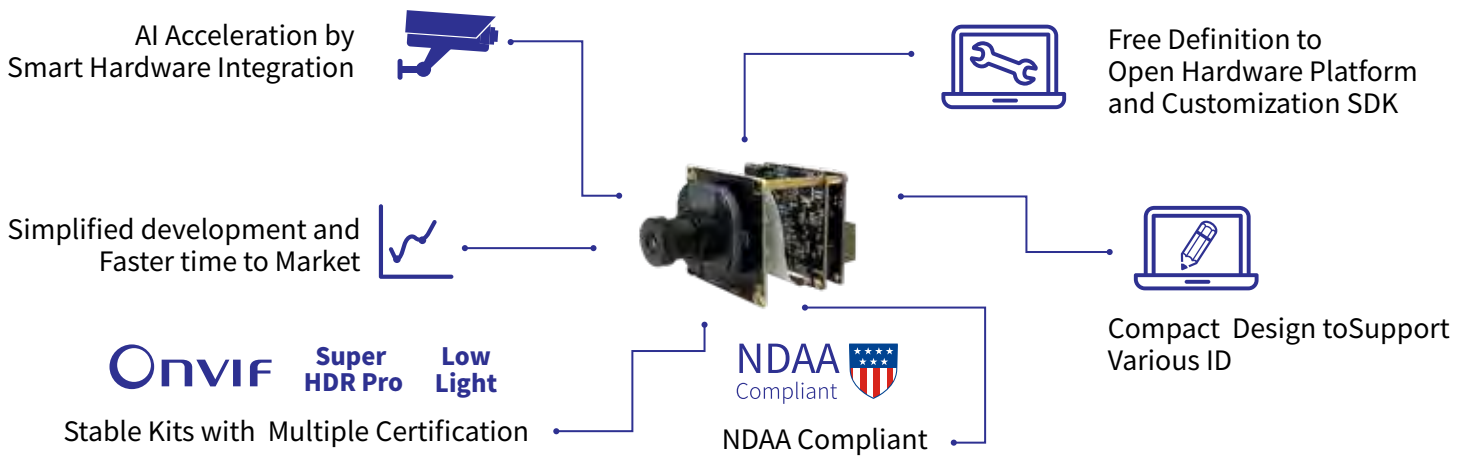 AI Acceleration by
Smart Hardware Integration
Free Definition to
Open Hardware Platform
and Customization SDK
Simplified development and
Faster time to Market
Compact Design toSupport
Various ID
ONVIF
Super
HDR Pro
Low
Light
Stable Kits with Multiple Certification
NDAA
Compliant
NDAA Compliant